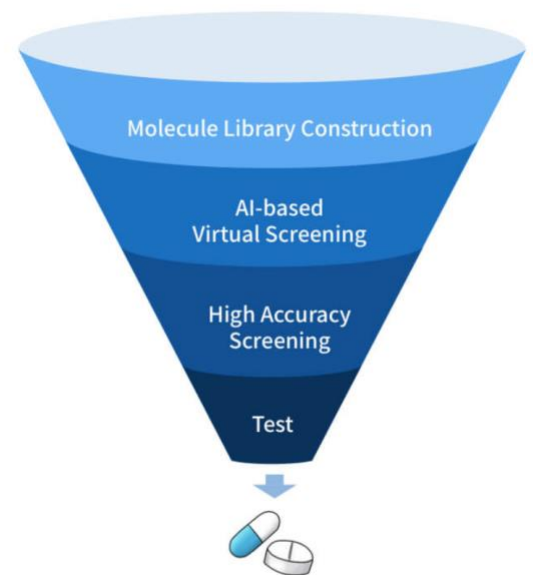 Molecule Library Construction
AI-based
Virtual Screening
High Accuracy
Screening
Test